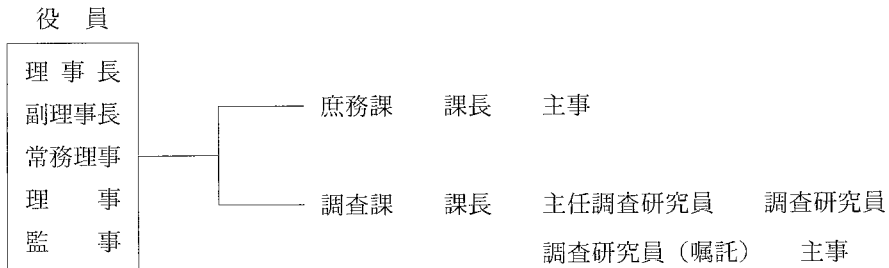 役員
理事長
副理事長
常務理事
理事
監事
庶務課 課長 主事
調査課 課長 主任調査研究員 調査研究員
調査研究員（嘱託） 主事